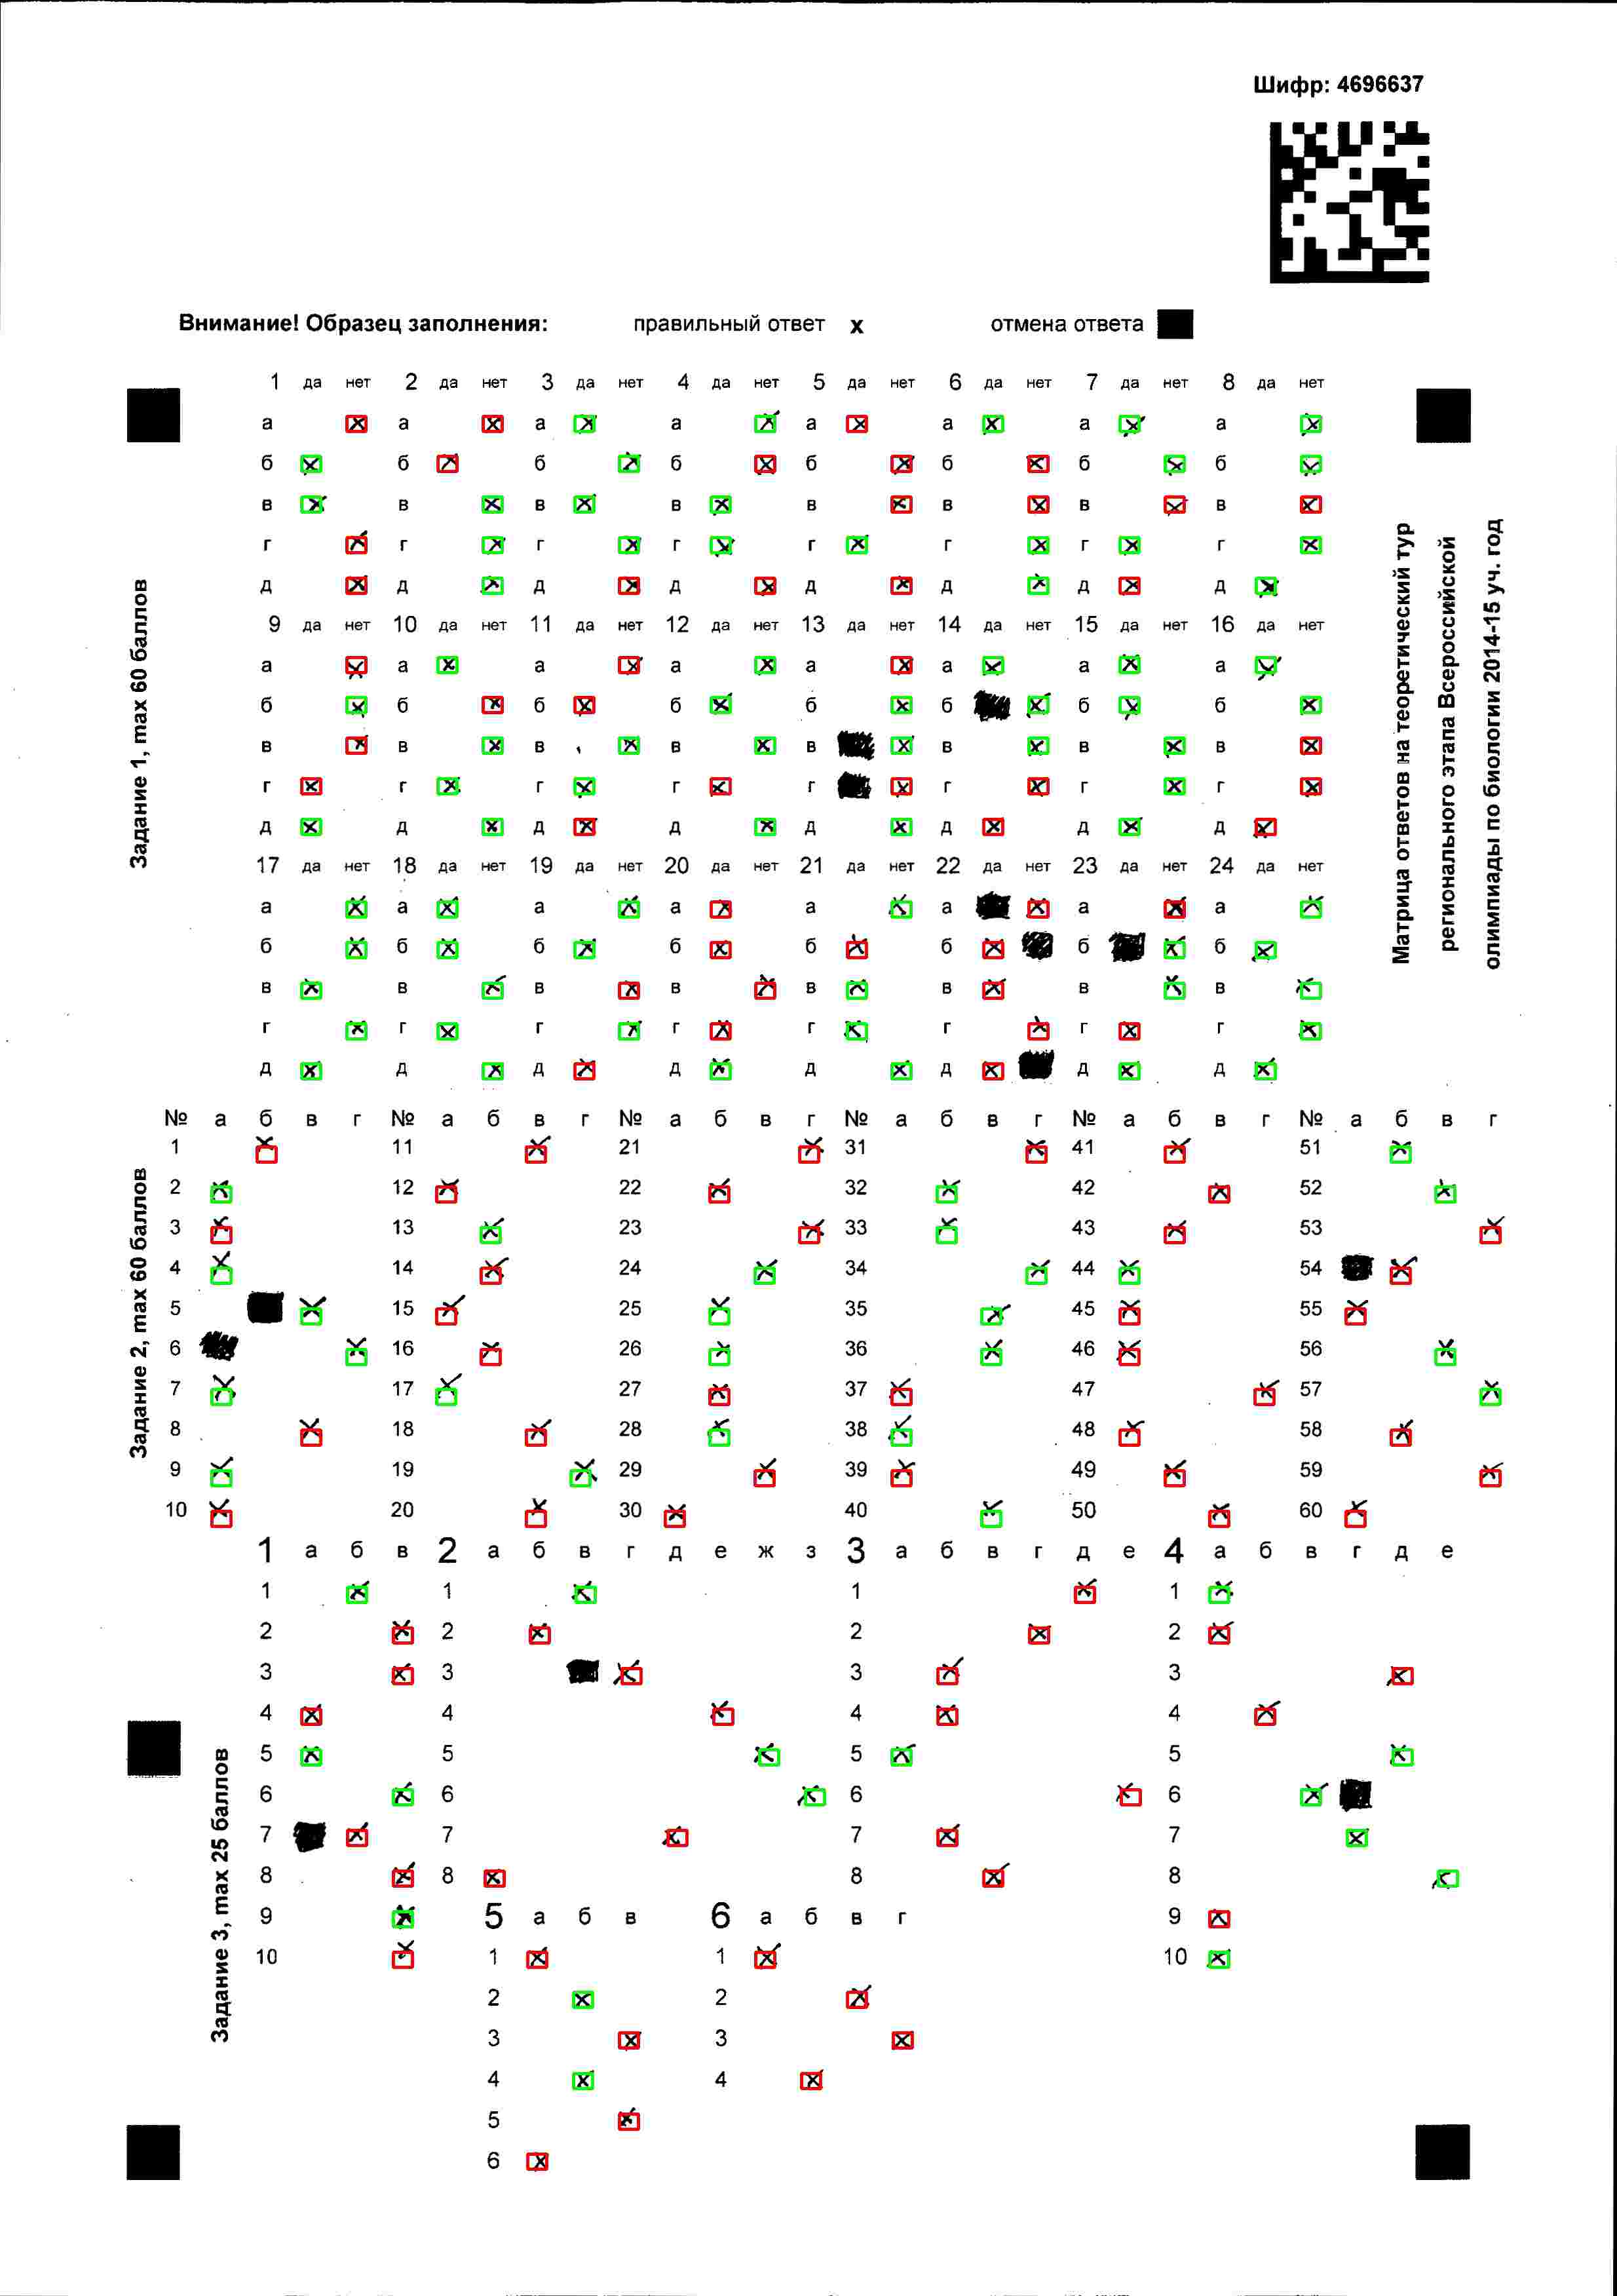 Шифр: 4696637
Внимание! Образец заполнения: правильный ответ x отмена ответа
1 да нет 2 да нет 3 да нет 4 да нет 5 да нет 6 да нет 7 да нет 8 да нет
а а а а а а а а
б б б б б б б б
в в в в в в в в
г г г г г г г г
д д д д д д д д
9 да нет 10 да нет 11 да нет 12 да нет 13 да нет 14 да нет 15 да нет 16 да нет
а а а а а а а а
б б б б б б б б
в в в в в в в в
г г г г г г г г
д д д д д д д д
17 да нет 18 да нет 19 да нет 20 да нет 21 да нет 22 да нет 23 да нет 24 да нет
а а а а а а а а
б б б б б б б б
в в в в в в в в
г г г г г г г г
д д д д д д д д
Задание 1, max 60 баллов
Матрица ответов на теоретический тур
регионального этапа Всероссийской
олимпиады по биологии 2014-15 уч. год
№ а б в г № а б в г № а б в г № а б в г № а б в г № а б в г
1 11 21 31 41 51
2 12 22 32 42 52
3 13 23 33 43 53
4 14 24 34 44 54
5 15 25 35 45 55
6 16 26 36 46 56
7 17 27 37 47 57
8 18 28 38 48 58
9 19 29 39 49 59
10 20 30 40 50 60
Задание 2, max 60 баллов
1 а б в 2 а б в г д е ж з 3 а б в г д е 4 а б в г д е
1 1 1 1
2 2 2 2
3 3 3 3
4 4 4 4
5 5 5 5
6 6 6 6
7 7 7 7
8 8 8 8
9 5 а б в 6 а б в г 9
10 1 1 10
2 2
3 3
4 4
5
6
Задание 3, max 25 баллов